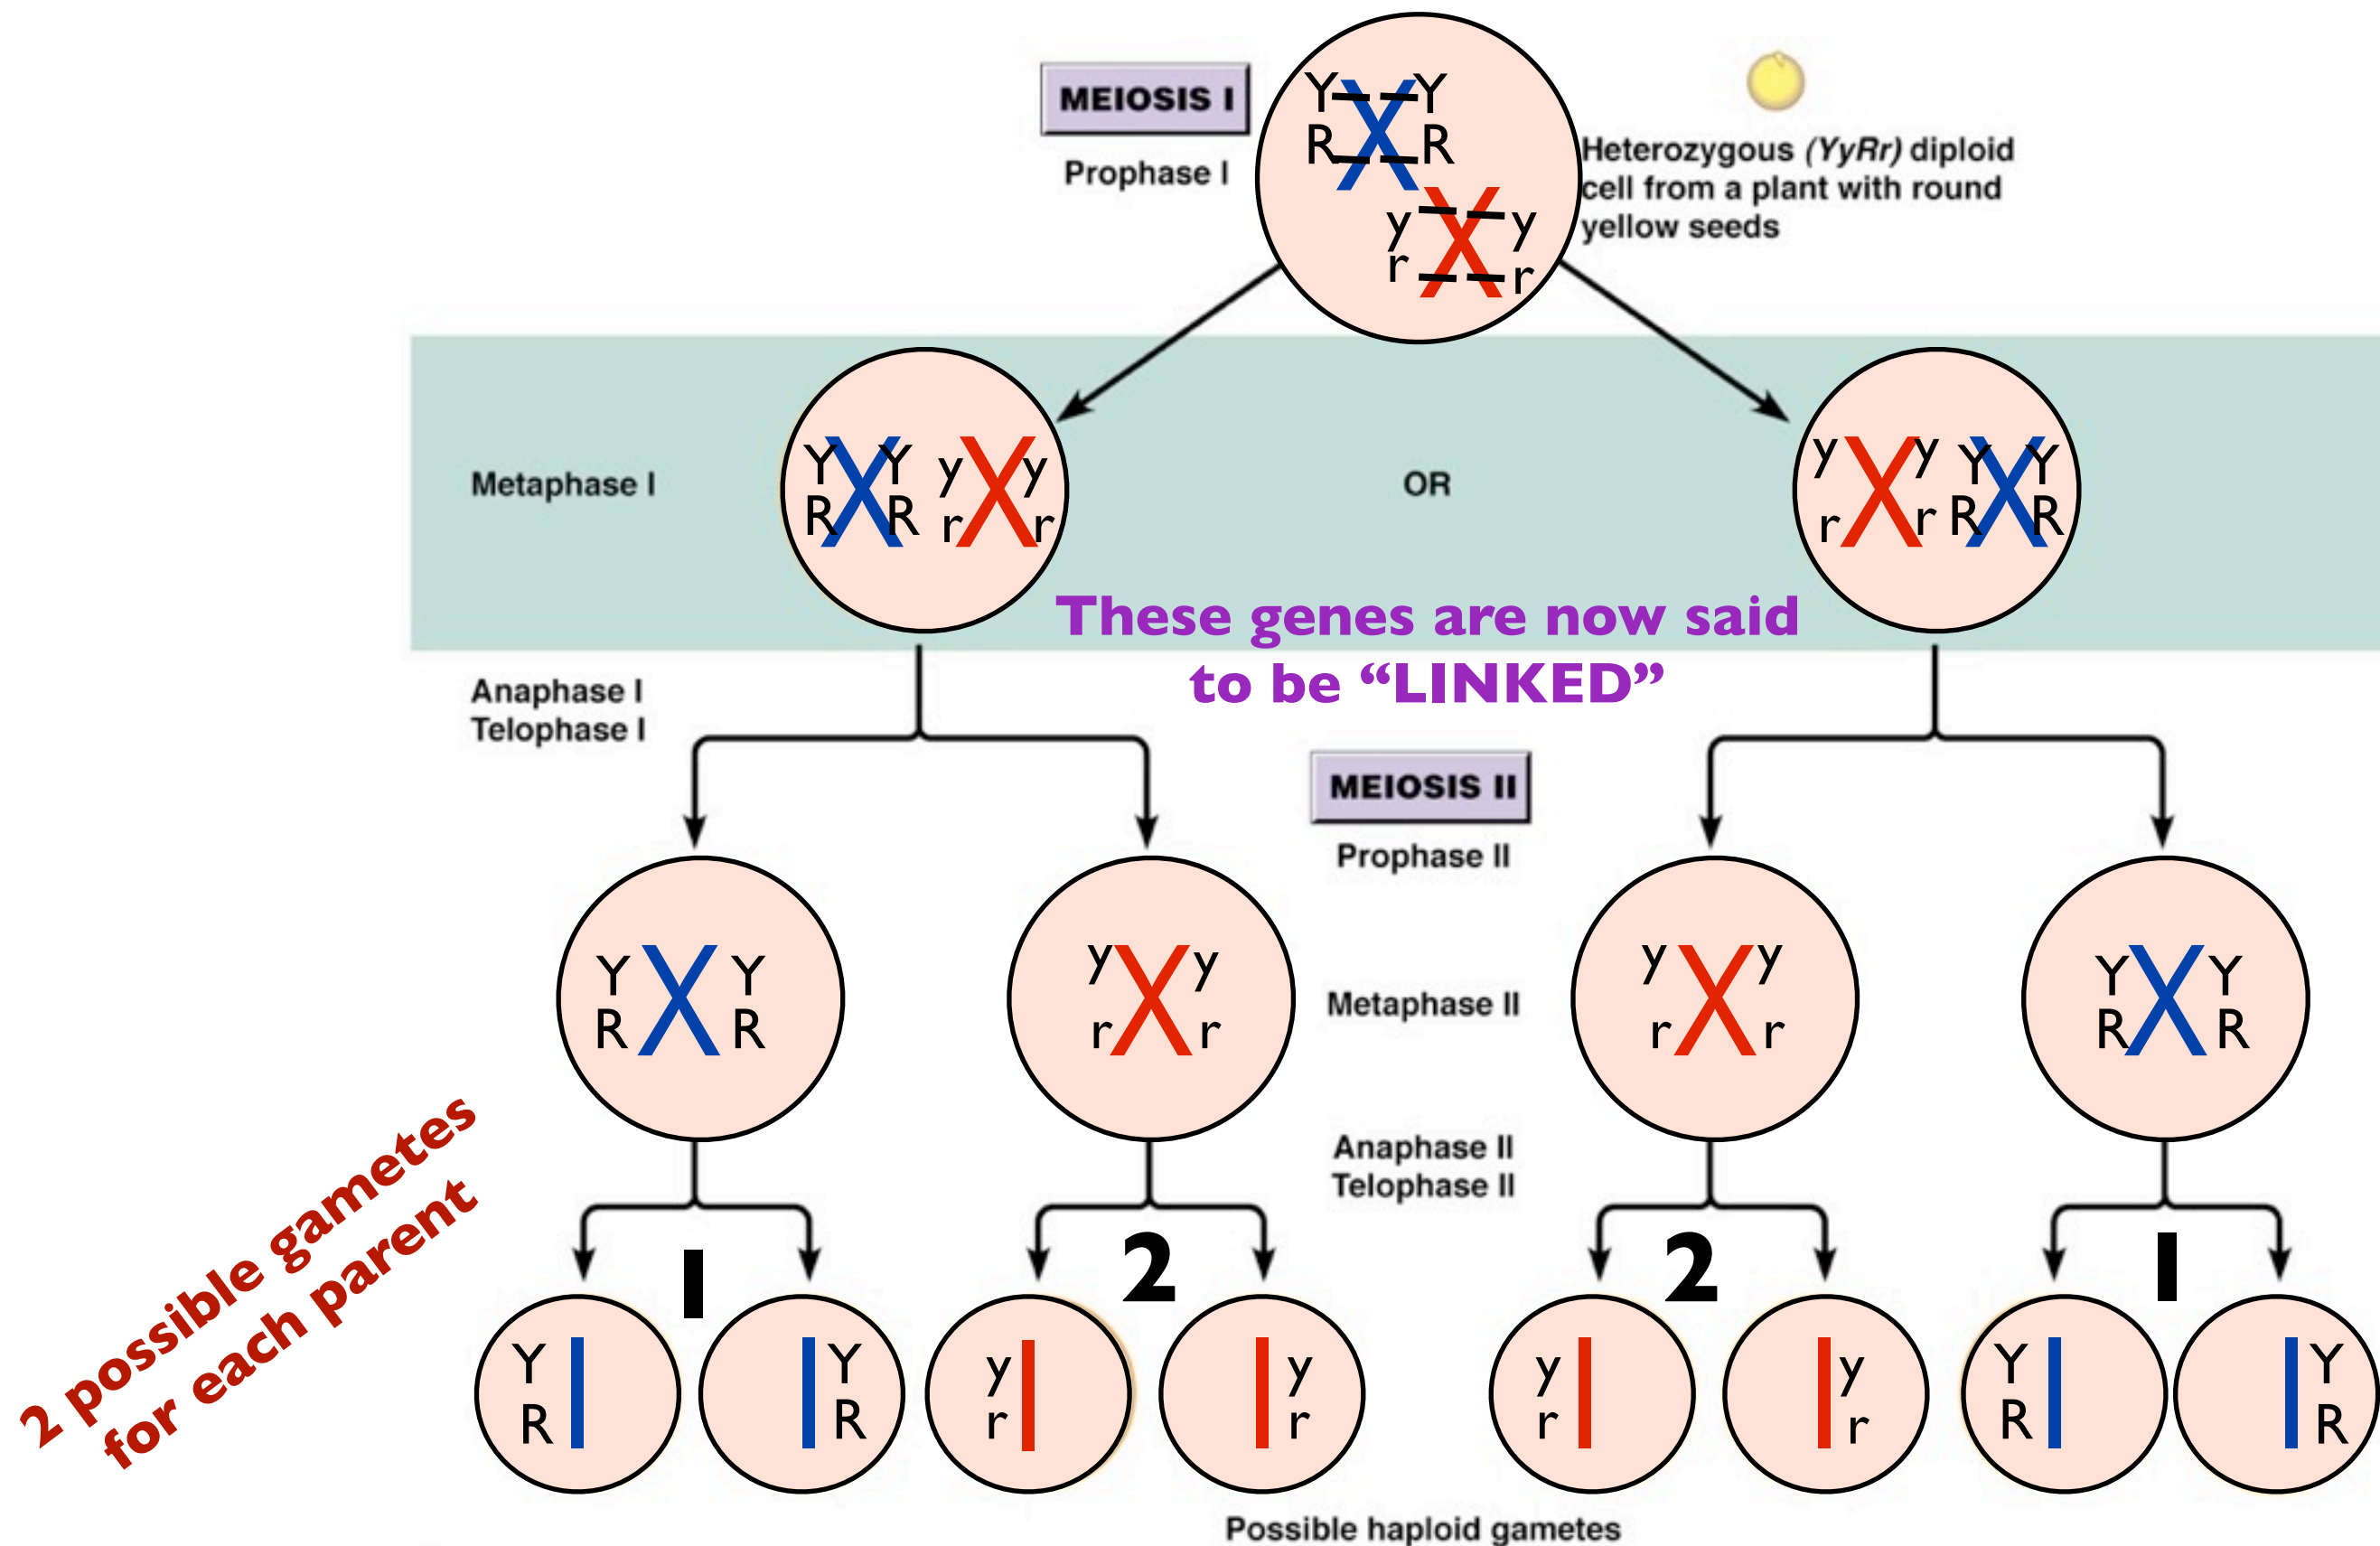 MEIOSIS I
Prophase I
Y Y
R R
y y
r r
Heterozygous (YyRr) diploid
cell from a plant with round
yellow seeds
Metaphase I
Y Y y y
R R r r
OR
y y Y Y
r r R R
These genes are now said
to be “LINKED”
Anaphase I
Telophase I
MEIOSIS II
Prophase II
Y Y
R R
y y
r r
Metaphase II
y y
r r
Y Y
R R
Anaphase II
Telophase II
2 possible gametes
for each parent
1
2
2
1
Y
R
Y
R
y
r
y
r
y
r
y
r
Y
R
Y
R
Possible haploid gametes